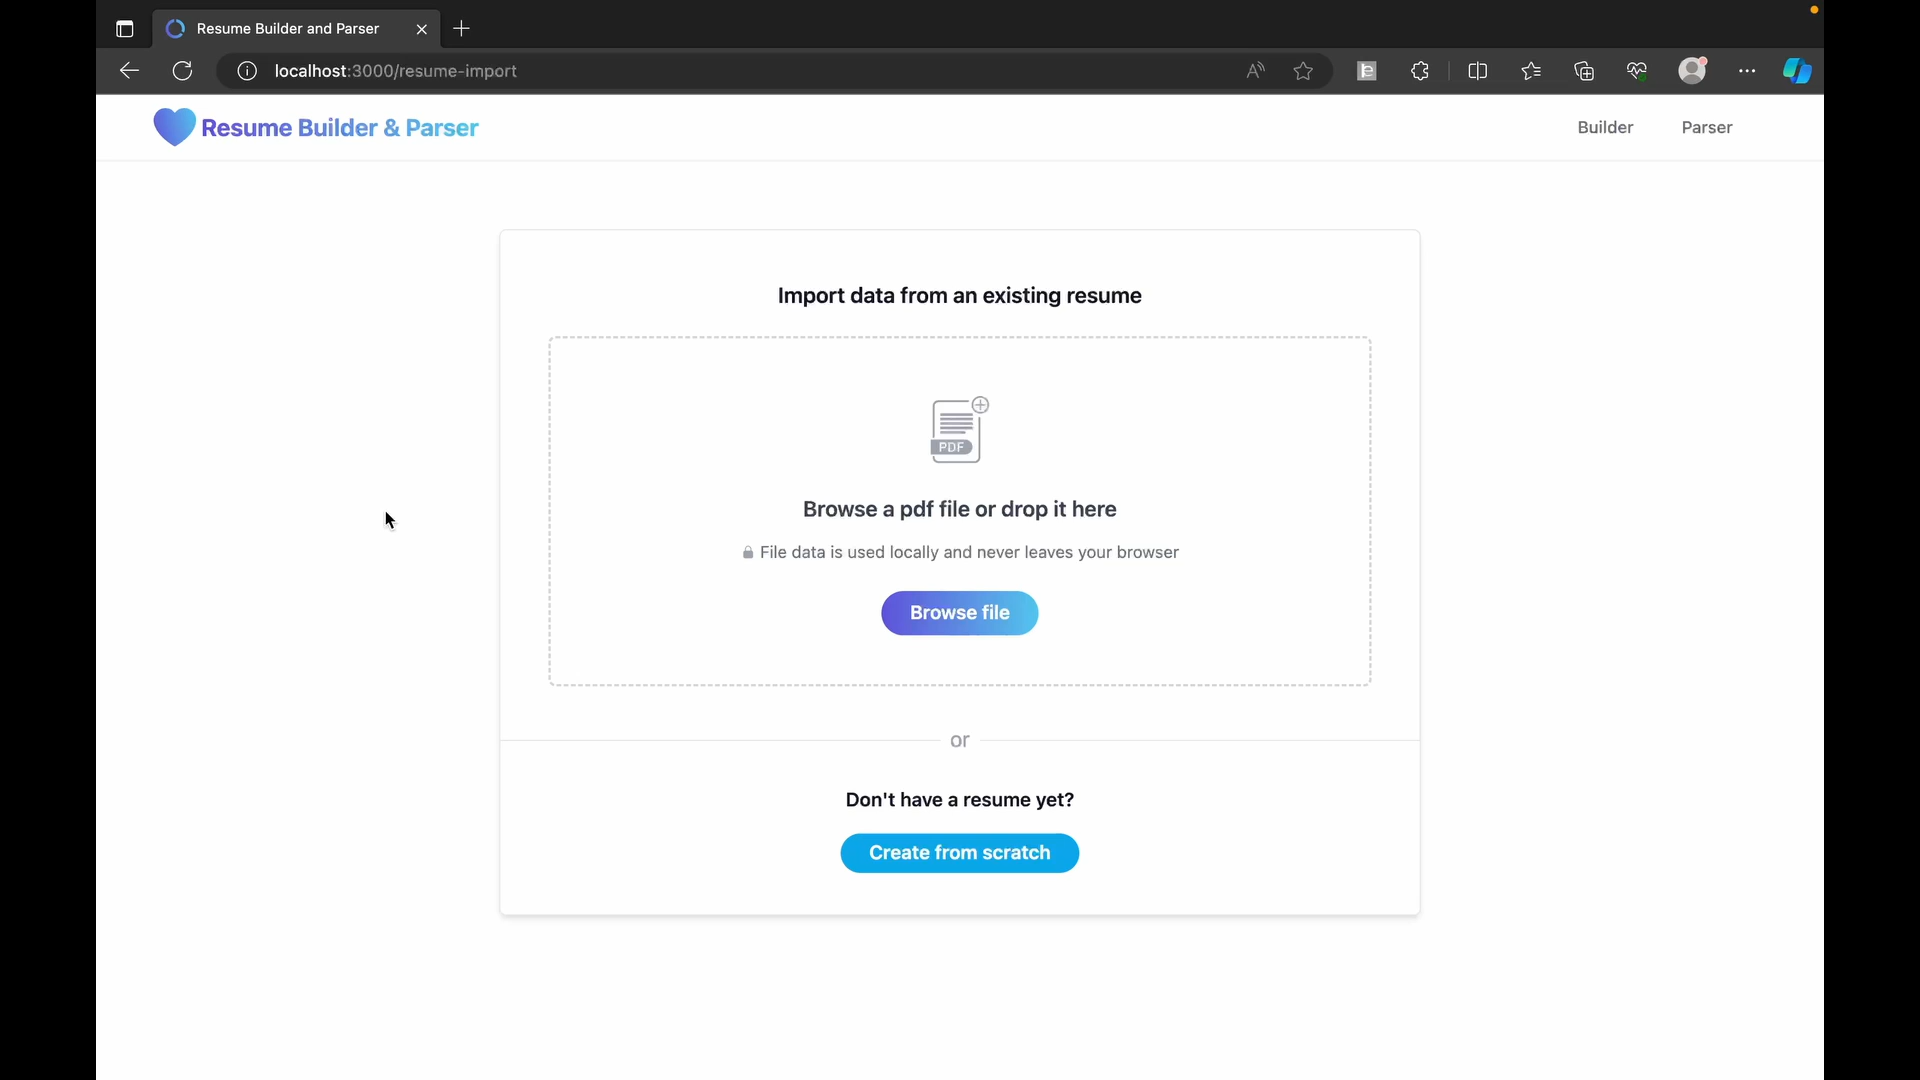 Resume Builder and Parser
localhost:3000/resume-import
Resume Builder & Parser
Builder
Parser
Import data from an existing resume
PDF
Browse a pdf file or drop it here
File data is used locally and never leaves your browser
Browse file
or
Don't have a resume yet?
Create from scratch